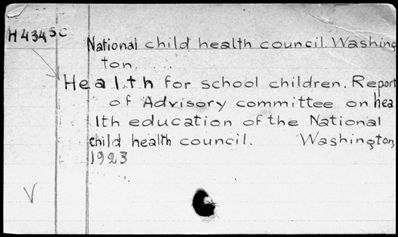 H434sc
National child health council. Washing
ton.
Health for school children. Report
of Advisory committee on hea
lth education of the National
child health council. Washington,
1923
V